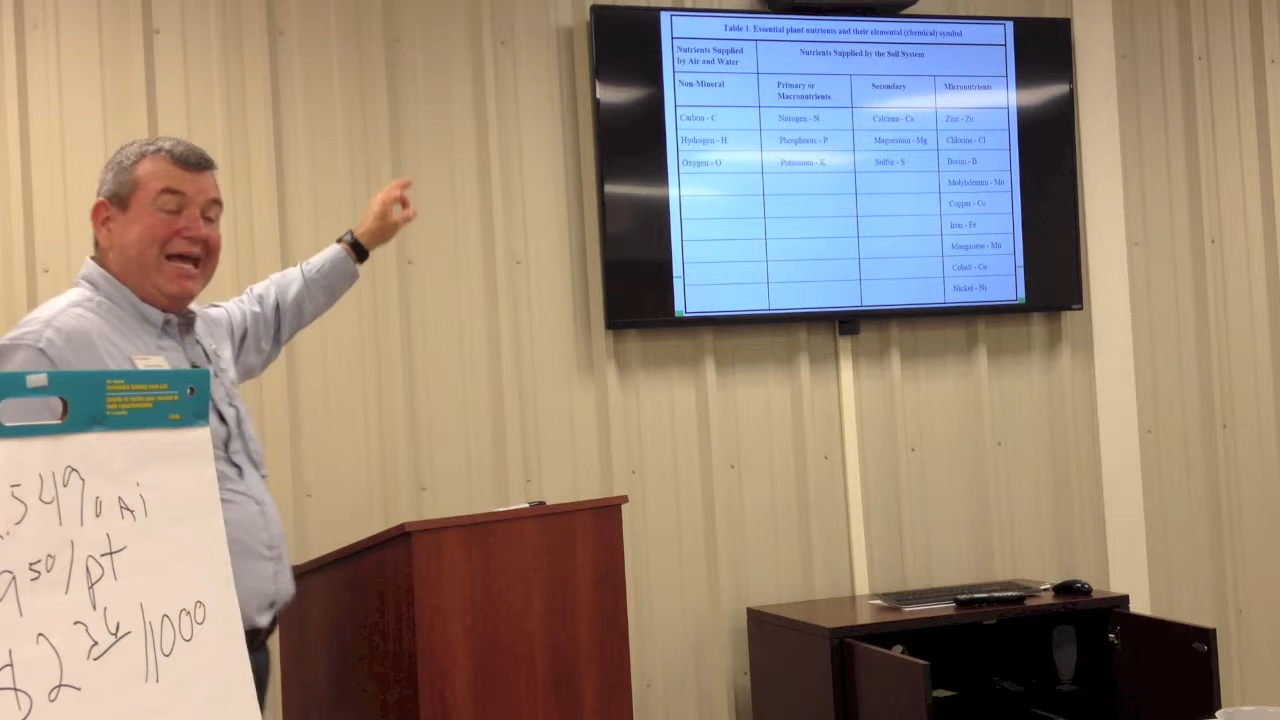 Table 1. Essential plant nutrients and their elemental (chemical) symbol
Nutrients Supplied by Air and Water
Nutrients Supplied by the Soil System
Non-Mineral
Primary or Macronutrients
Secondary
Micronutrients
Carbon - C
Nitrogen - N
Calcium - Ca
Zinc - Zn
Hydrogen - H
Phosphorus - P
Magnesium - Mg
Chlorine - Cl
Oxygen - O
Potassium - K
Sulfur - S
Boron - B
Molybdenum - Mo
Copper - Cu
Iron - Fe
Manganese - Mn
Cobalt - Co
Nickel - Ni
.54% Ai
9 50/pt
$2 36/1000